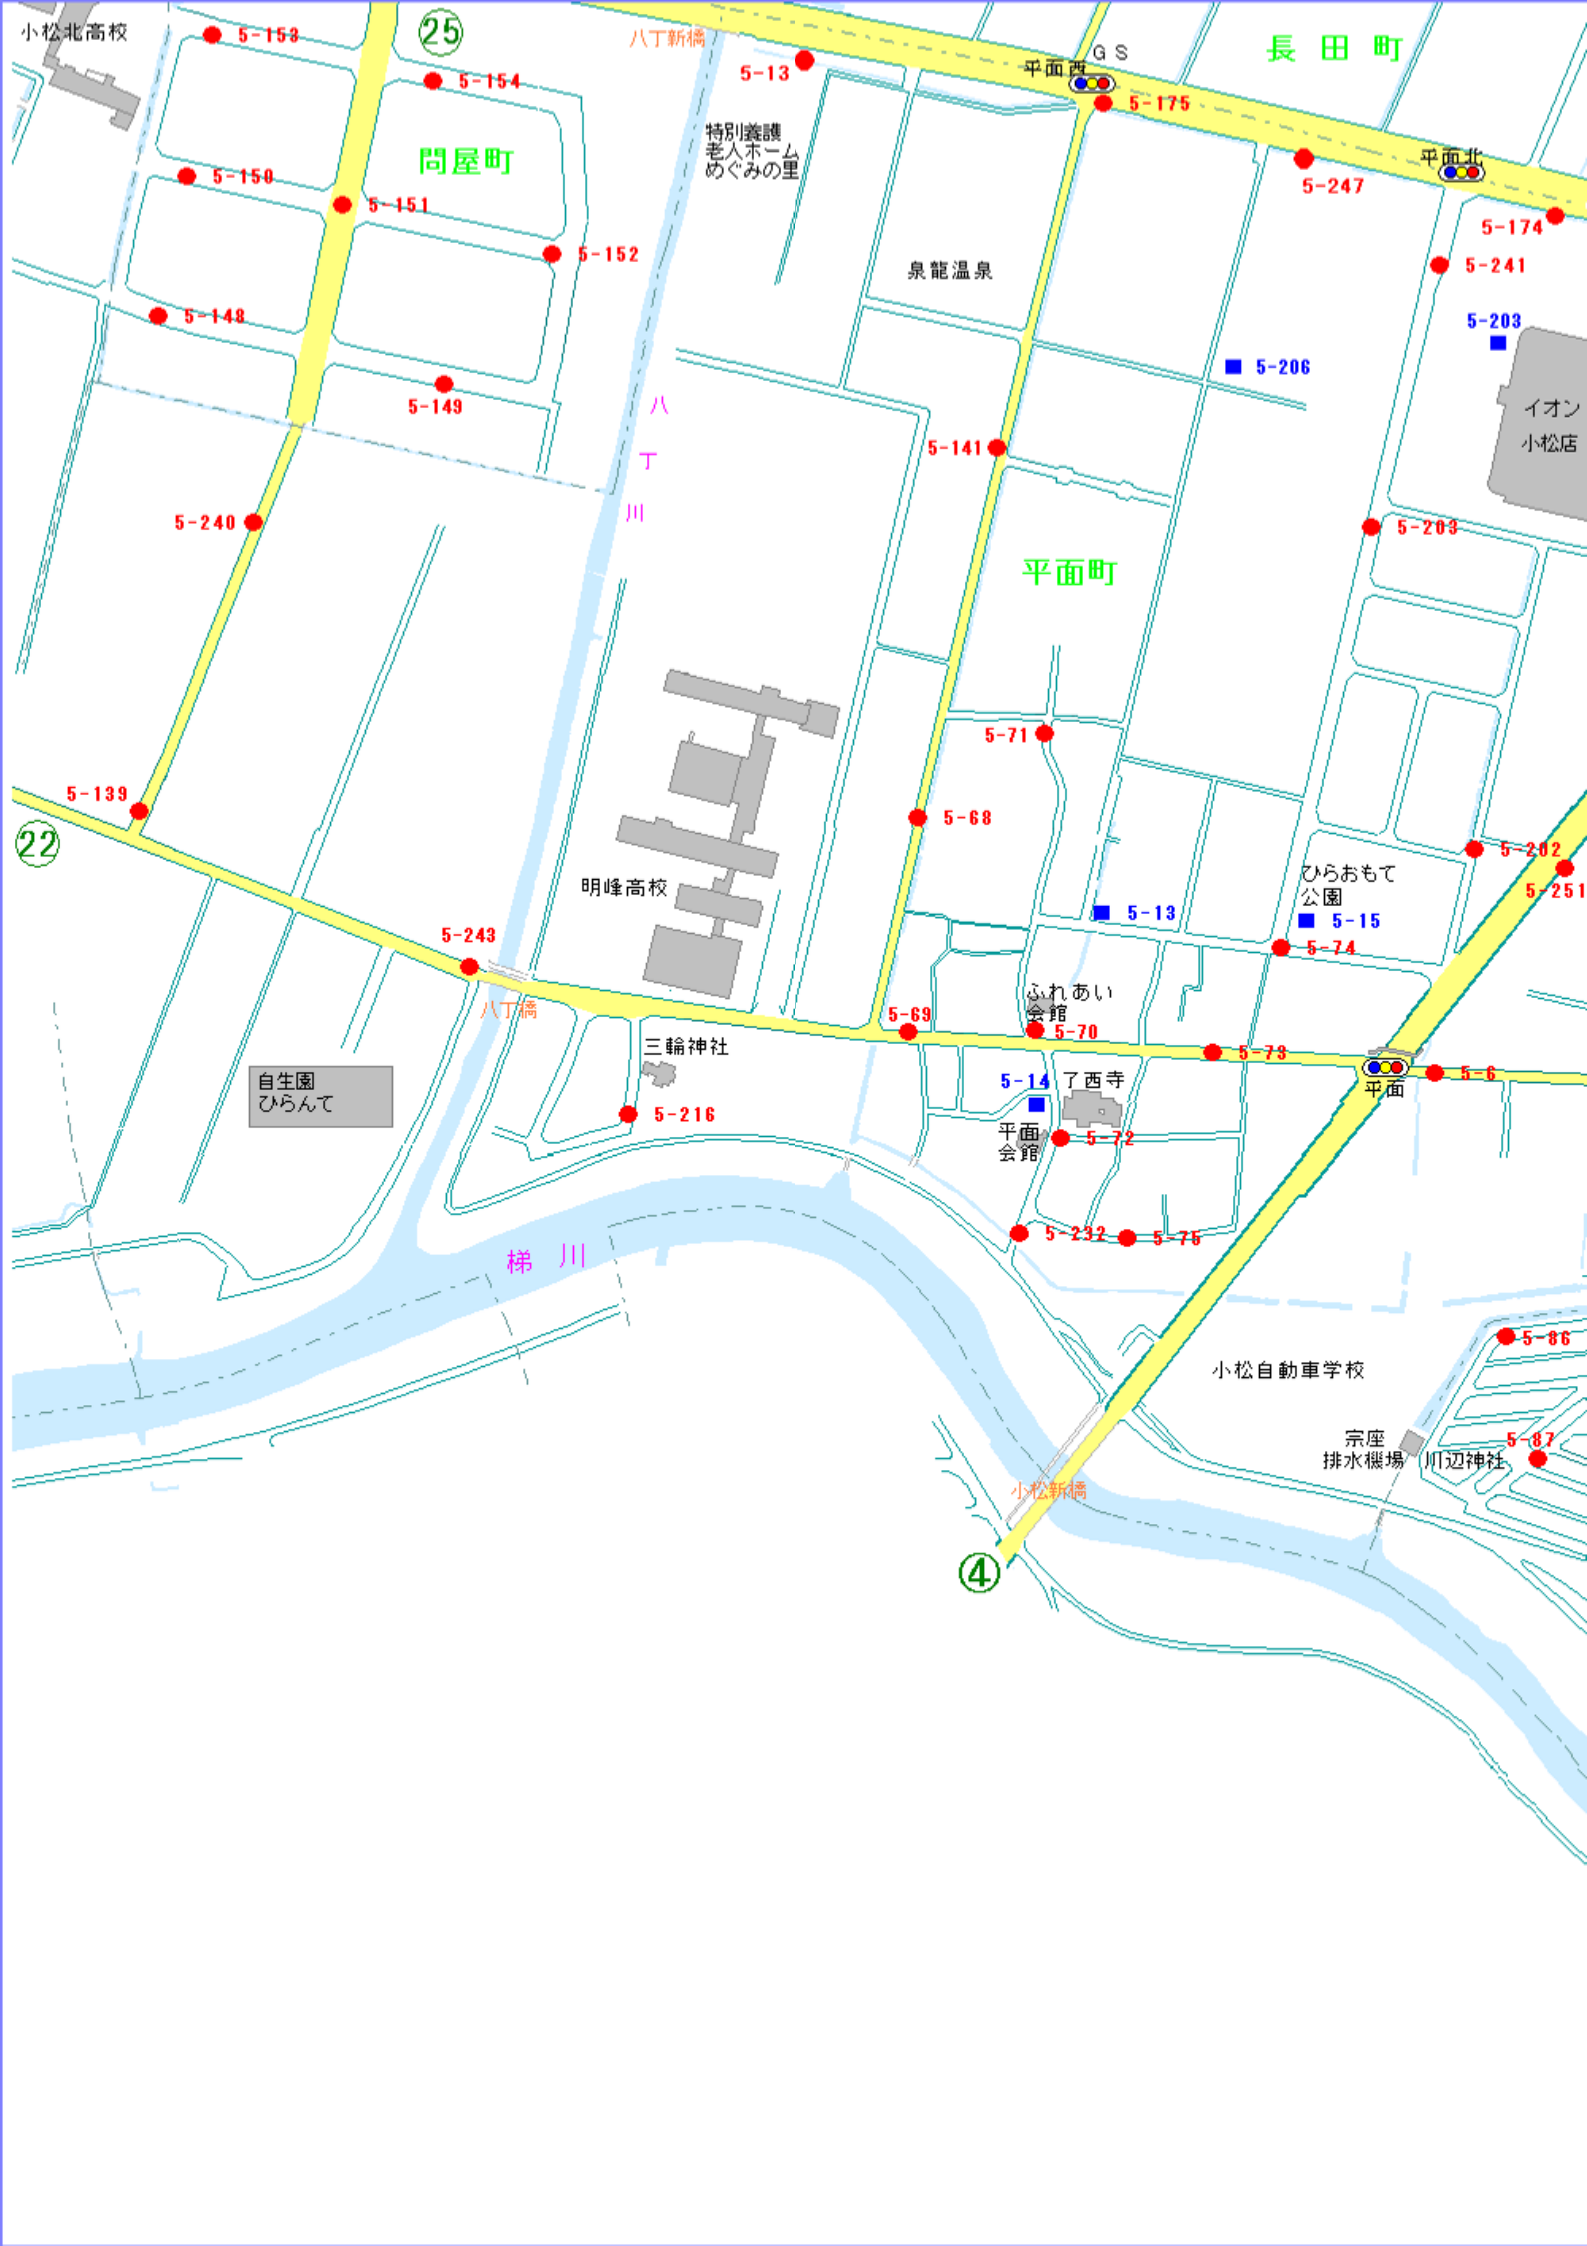 小松北高校
5-153
25
5-154
八丁新橋
5-13
GS
平面西
5-175
長田町
特別養護
老人ホーム
めぐみの里
問屋町
5-150
5-151
5-152
5-247
平面北
5-174
5-241
泉龍温泉
5-148
5-149
5-203
5-206
イオン
小松店
八
丁
川
5-141
5-240
5-203
平面町
5-71
5-139
22
5-68
5-202
5-251
明峰高校
ひらおもて
公園
5-13
5-15
5-74
5-243
八丁橋
ふれあい
会館
5-69
5-70
5-73
三輪神社
自生園
ひらんて
5-14
了西寺
平面
5-6
5-216
平面
会館
5-72
5-232
5-75
梯川
5-86
小松自動車学校
宗座
排水機場
川辺神社
5-87
小松新橋
4